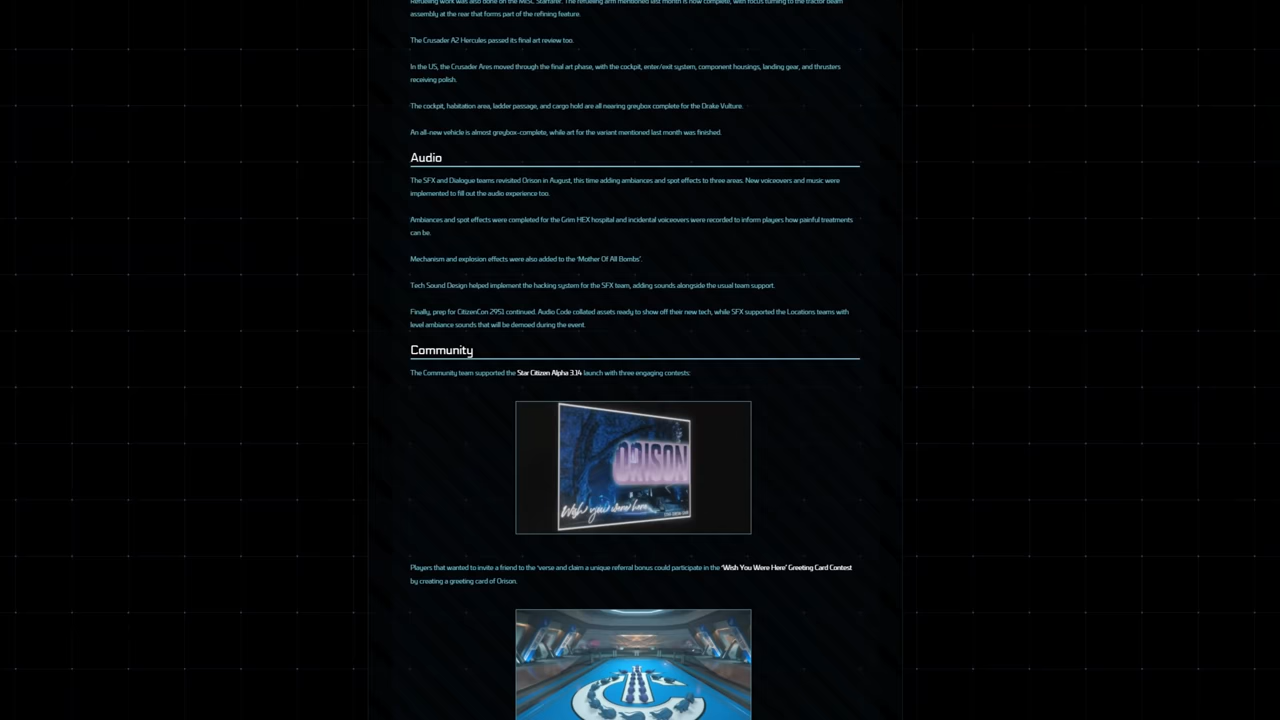 Refueling work was also done on the MISC Starfarer. The refueling arm mentioned last month is now complete, with focus turning to the tractor beam
assembly at the rear that forms part of the refining feature.
The Crusader A2 Hercules passed its final art review too.
In the US, the Crusader Ares moved through the final art phase, with the cockpit, enter/exit system, component housings, landing gear, and thrusters
receiving polish.
The cockpit, habitation area, ladder passage, and cargo hold are all nearing greybox complete for the Drake Vulture.
An all-new vehicle is almost greybox-complete, while art for the variant mentioned last month was finished.
Audio
The SFX and Dialogue teams revisited Orison in August, this time adding ambiances and spot effects to three areas. New voiceovers and music were
implemented to fill out the audio experience too.
Ambiances and spot effects were completed for the Grim HEX hospital and incidental voiceovers were recorded to inform players how painful treatments
can be.
Mechanism and explosion effects were also added to the ‘Mother Of All Bombs’.
Tech Sound Design helped implement the hacking system for the SFX team, adding sounds alongside the usual team support.
Finally, prep for CitizenCon 2951 continued. Audio Code collated assets ready to show off their new tech, while SFX supported the Locations teams with
level ambiance sounds that will be demoed during the event.
Community
The Community team supported the Star Citizen Alpha 3.14 launch with three engaging contests:
ORISON
Wish you were here
Players that wanted to invite a friend to the ‘verse and claim a unique referral bonus could participate in the ‘Wish You Were Here’ Greeting Card Contest
by creating a greeting card of Orison.